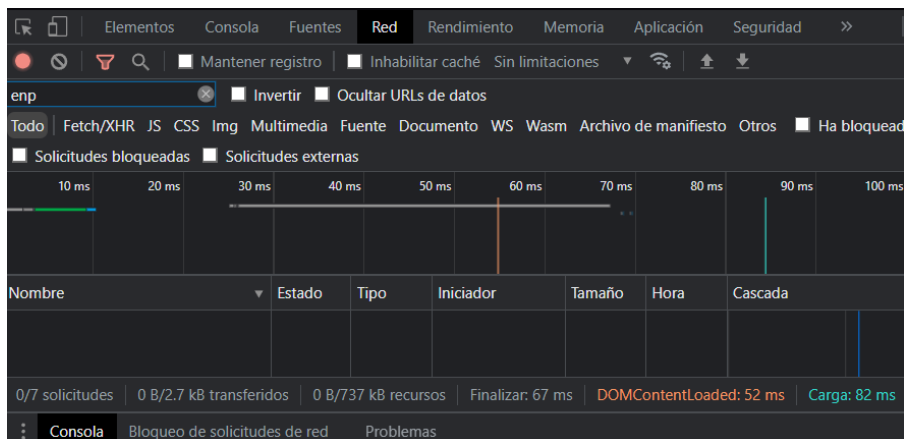 Elementos Consola Fuentes Red Rendimiento Memoria Aplicación Seguridad »
Mantener registro Inhabilitar caché Sin limitaciones
enp Invertir Ocultar URLs de datos
Todo Fetch/XHR JS CSS Img Multimedia Fuente Documento WS Wasm Archivo de manifiesto Otros Ha bloquead
Solicitudes bloqueadas Solicitudes externas
10 ms 20 ms 30 ms 40 ms 50 ms 60 ms 70 ms 80 ms 90 ms 100 ms
Nombre Estado Tipo Iniciador Tamaño Hora Cascada
0/7 solicitudes 0 B/2.7 kB transferidos 0 B/737 kB recursos Finalizar: 67 ms DOMContentLoaded: 52 ms Carga: 82 ms
Consola Bloqueo de solicitudes de red Problemas